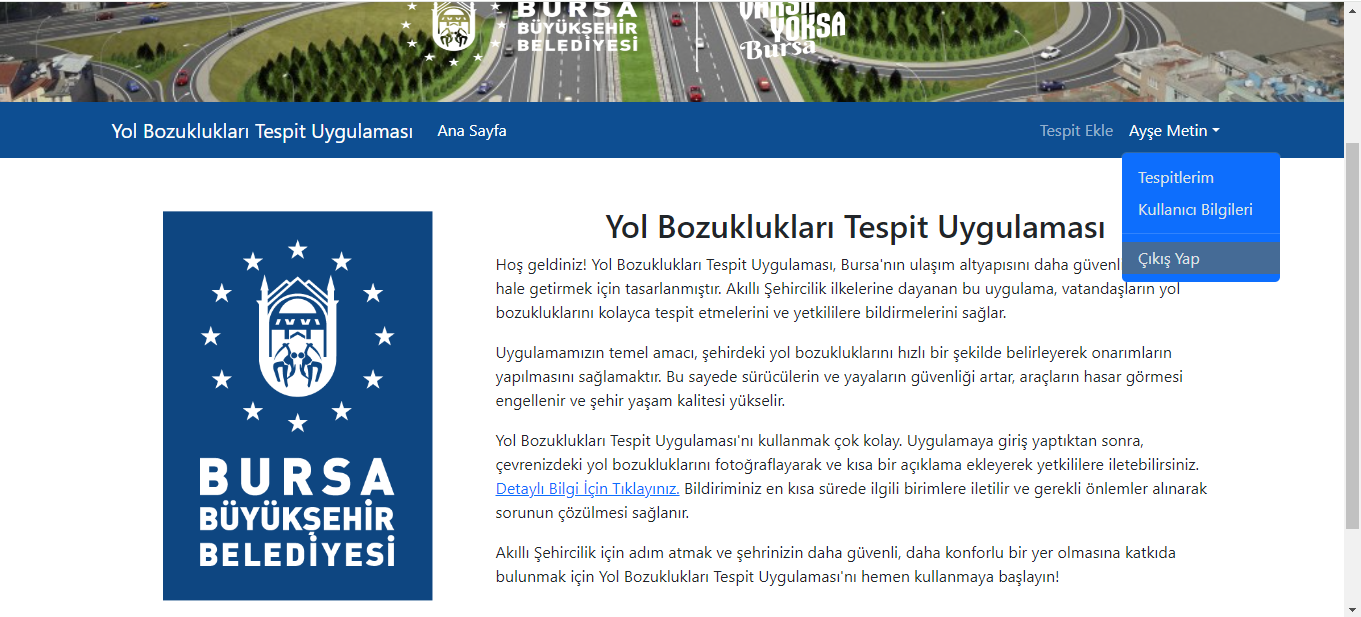 BURSA
BÜYÜKŞEHİR
BELEDİYESİ
VARSA
YOKSA
Bursa
Yol Bozuklukları Tespit Uygulaması
Ana Sayfa
Tespit Ekle
Ayşe Metin
Tespitlerim
Kullanıcı Bilgileri
Çıkış Yap
BURSA
BÜYÜKŞEHİR
BELEDİYESİ
Yol Bozuklukları Tespit Uygulaması
Hoş geldiniz! Yol Bozuklukları Tespit Uygulaması, Bursa'nın ulaşım altyapısını daha güvenl
hale getirmek için tasarlanmıştır. Akıllı Şehircilik ilkelerine dayanan bu uygulama, vatandaşların yol
bozukluklarını kolayca tespit etmelerini ve yetkililere bildirmelerini sağlar.
Uygulamamızın temel amacı, şehirdeki yol bozukluklarını hızlı bir şekilde belirleyerek onarımların
yapılmasını sağlamaktır. Bu sayede sürücülerin ve yayaların güvenliği artar, araçların hasar görmesi
engellenir ve şehir yaşam kalitesi yükselir.
Yol Bozuklukları Tespit Uygulaması'nı kullanmak çok kolay. Uygulamaya giriş yaptıktan sonra,
çevrenizdeki yol bozukluklarını fotoğraflayarak ve kısa bir açıklama ekleyerek yetkililere iletebilirsiniz.
Detaylı Bilgi İçin Tıklayınız. Bildiriminiz en kısa sürede ilgili birimlere iletilir ve gerekli önlemler alınarak
sorunun çözülmesi sağlanır.
Akıllı Şehircilik için adım atmak ve şehrinizin daha güvenli, daha konforlu bir yer olmasına katkıda
bulunmak için Yol Bozuklukları Tespit Uygulaması'nı hemen kullanmaya başlayın!